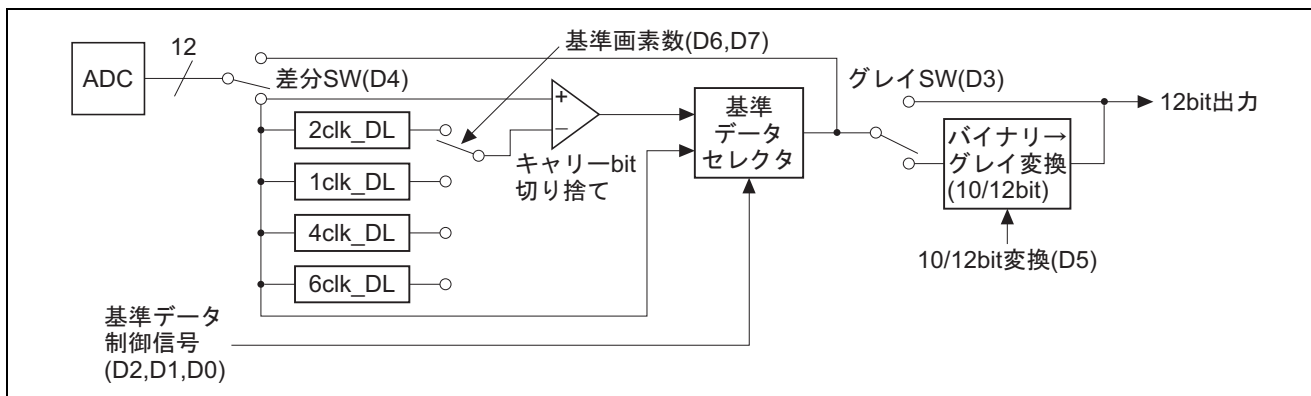 ADC
12
差分SW(D4)
基準画素数(D6,D7)
2clk_DL
1clk_DL
4clk_DL
6clk_DL
+
−
キャリーbit
切り捨て
基準
データ
セレクタ
グレイSW(D3)
バイナリ→
グレイ変換
(10/12bit)
12bit出力
10/12bit変換(D5)
基準データ
制御信号
(D2,D1,D0)